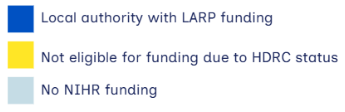 Local authority with LARP funding
Not eligible for funding due to HDRC status
No NIHR funding